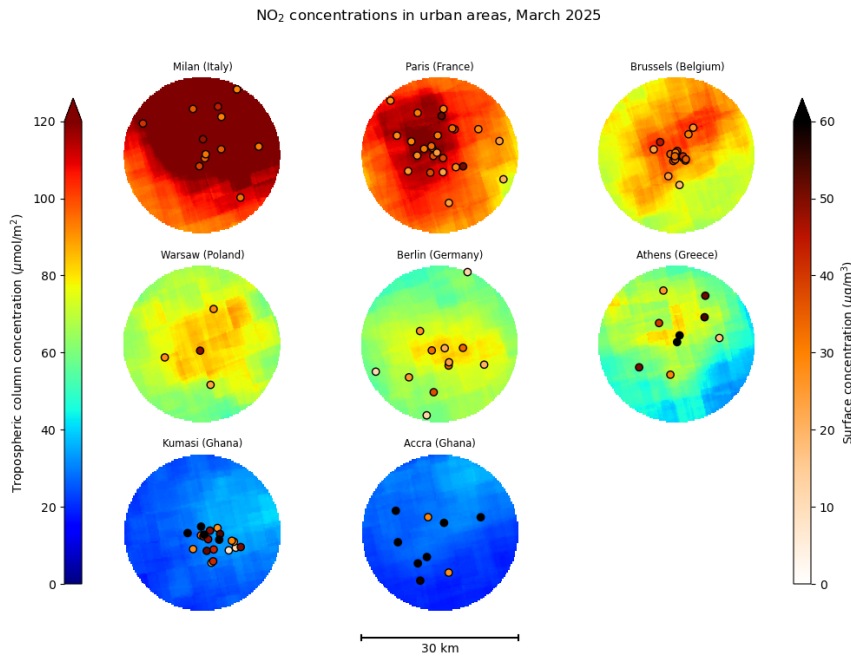 NO₂ concentrations in urban areas, March 2025
Milan (Italy)
Paris (France)
Brussels (Belgium)
Warsaw (Poland)
Berlin (Germany)
Athens (Greece)
Kumasi (Ghana)
Accra (Ghana)
Tropospheric column concentration (μmol/m²)
120
100
80
60
40
20
0
Surface concentration (μg/m³)
60
50
40
30
20
10
0
30 km